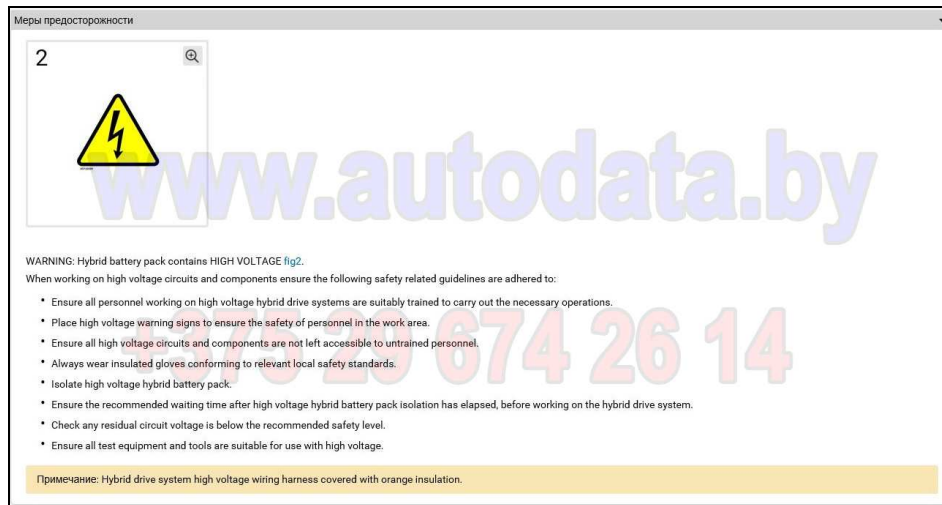 Меры предосторожности
2
www.autodata.by
WARNING: Hybrid battery pack contains HIGH VOLTAGE fig2.
When working on high voltage circuits and components ensure the following safety related guidelines are adhered to:
• Ensure all personnel working on high voltage hybrid drive systems are suitably trained to carry out the necessary operations.
• Place high voltage warning signs to ensure the safety of personnel in the work area.
• Ensure all high voltage circuits and components are not left accessible to untrained personnel.
+375 29 674 26 14
• Always wear insulated gloves conforming to relevant local safety standards.
• Isolate high voltage hybrid battery pack.
• Ensure the recommended waiting time after high voltage hybrid battery pack isolation has elapsed, before working on the hybrid drive system.
• Check any residual circuit voltage is below the recommended safety level.
• Ensure all test equipment and tools are suitable for use with high voltage.
Примечание: Hybrid drive system high voltage wiring harness covered with orange insulation.